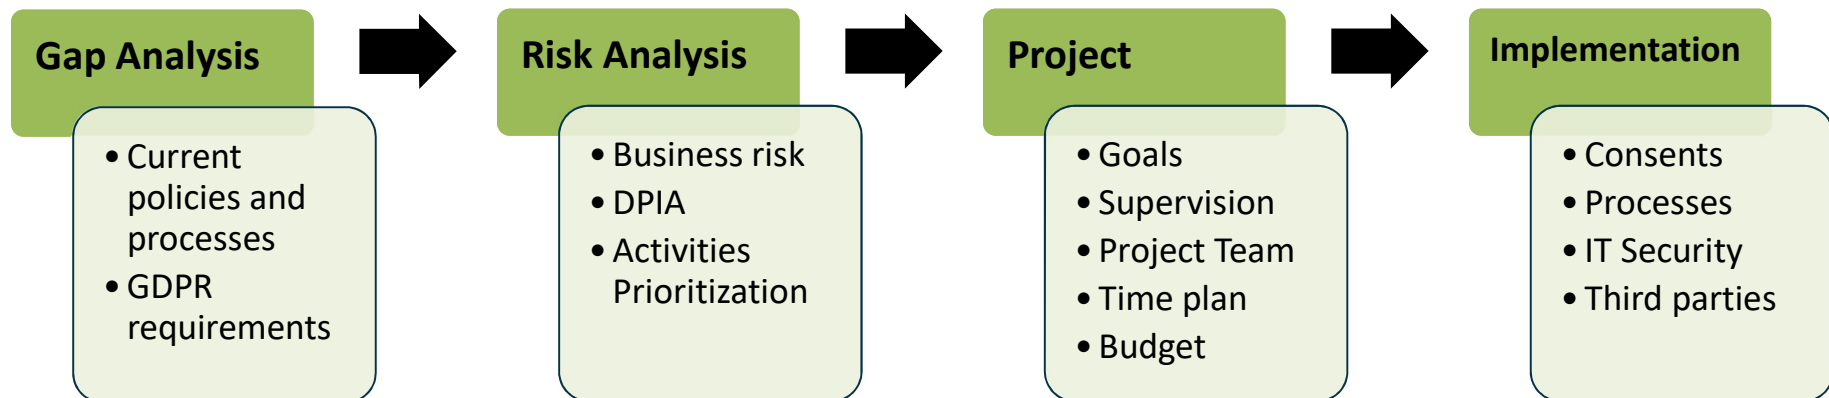 Gap Analysis
• Current
policies and
processes
• GDPR
requirements
Risk Analysis
• Business risk
• DPIA
• Activities
Prioritization
Project
• Goals
• Supervision
• Project Team
• Time plan
• Budget
Implementation
• Consents
• Processes
• IT Security
• Third parties